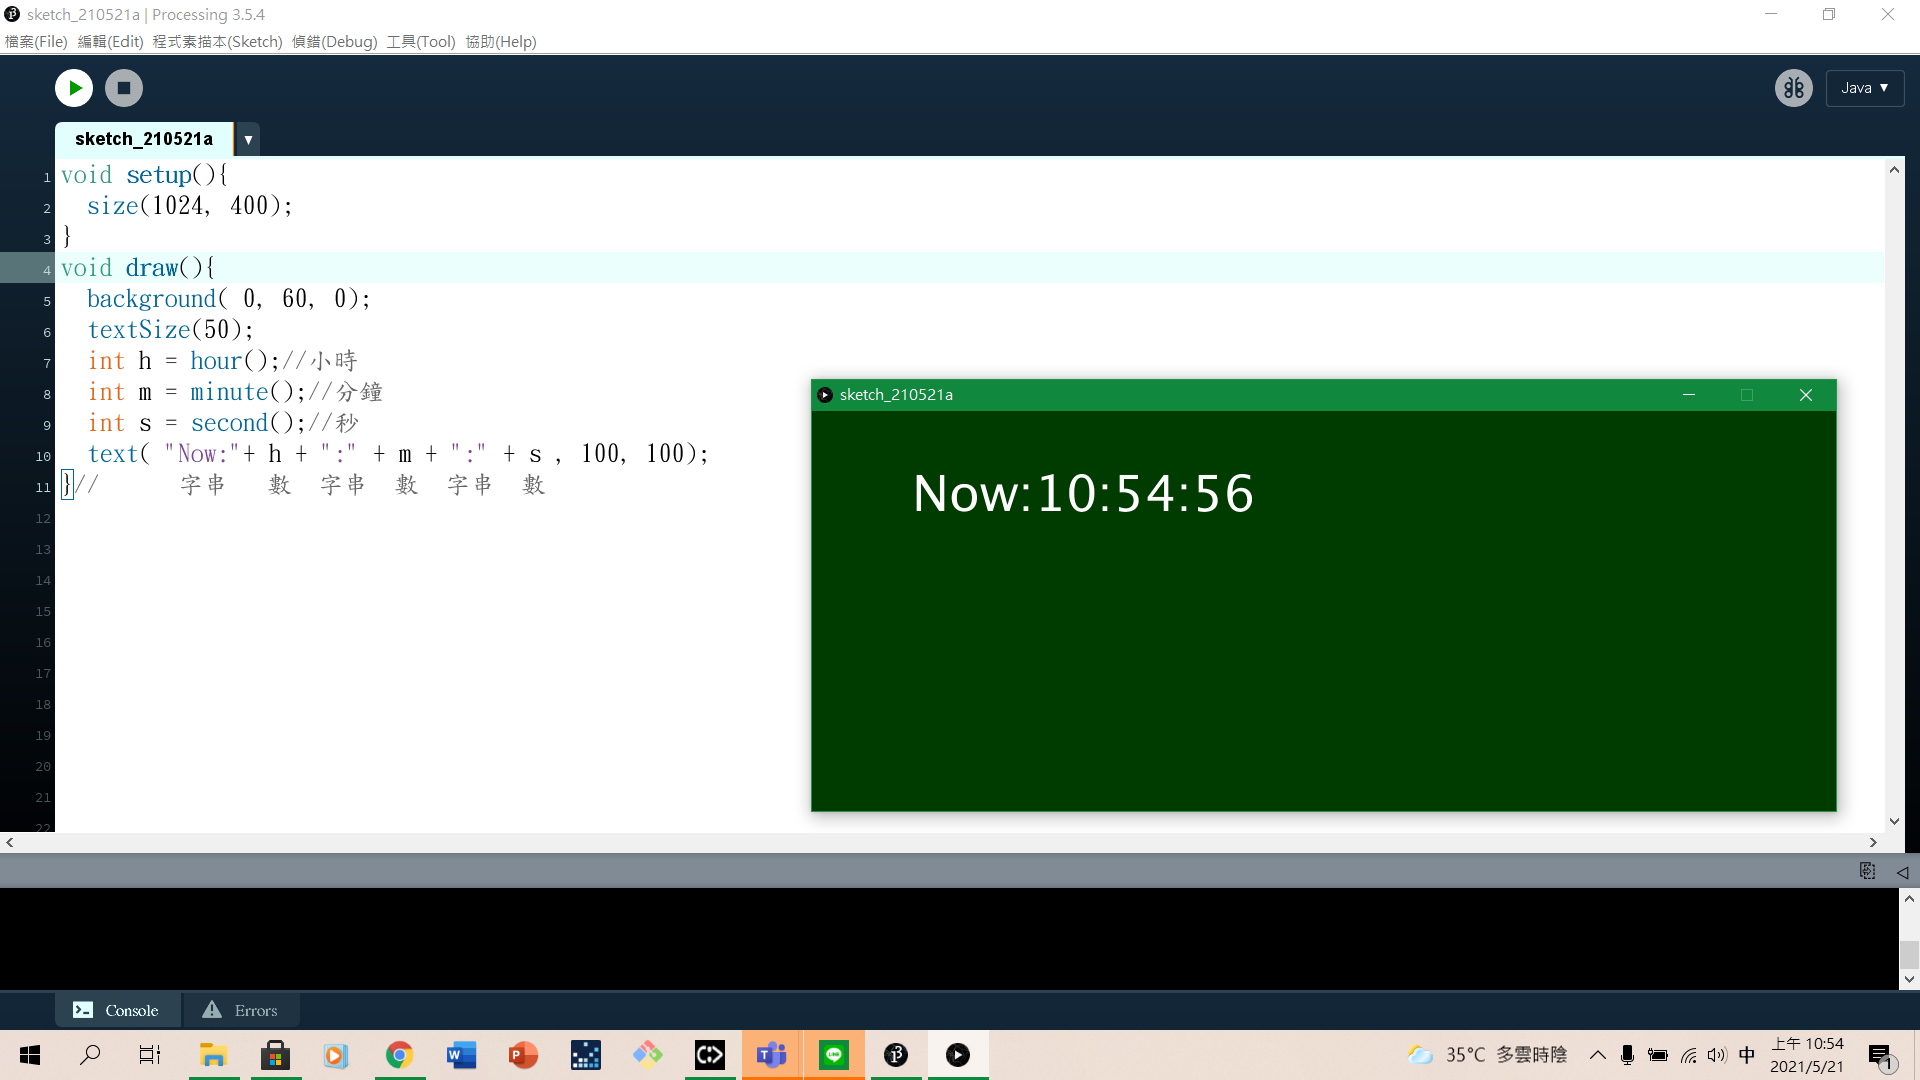 sketch_210521a | Processing 3.5.4
檔案(File) 編輯(Edit) 程式素描本(Sketch) 偵錯(Debug) 工具(Tool) 協助(Help)
Java ▼
sketch_210521a ▼
1 void setup(){
2 size(1024, 400);
3 }
4 void draw(){
5 background( 0, 60, 0);
6 textSize(50);
7 int h = hour();//小時
8 int m = minute();//分鐘
9 int s = second();//秒
10 text( "Now:"+ h + ":" + m + ":" + s , 100, 100);
11 }// 字串 數 字串 數 字串 數
12
13
14
15
16
17
18
19
20
21
22
sketch_210521a
Now:10:54:56
Console
Errors
35°C 多雲時陰
中
上午 10:54
2021/5/21
1